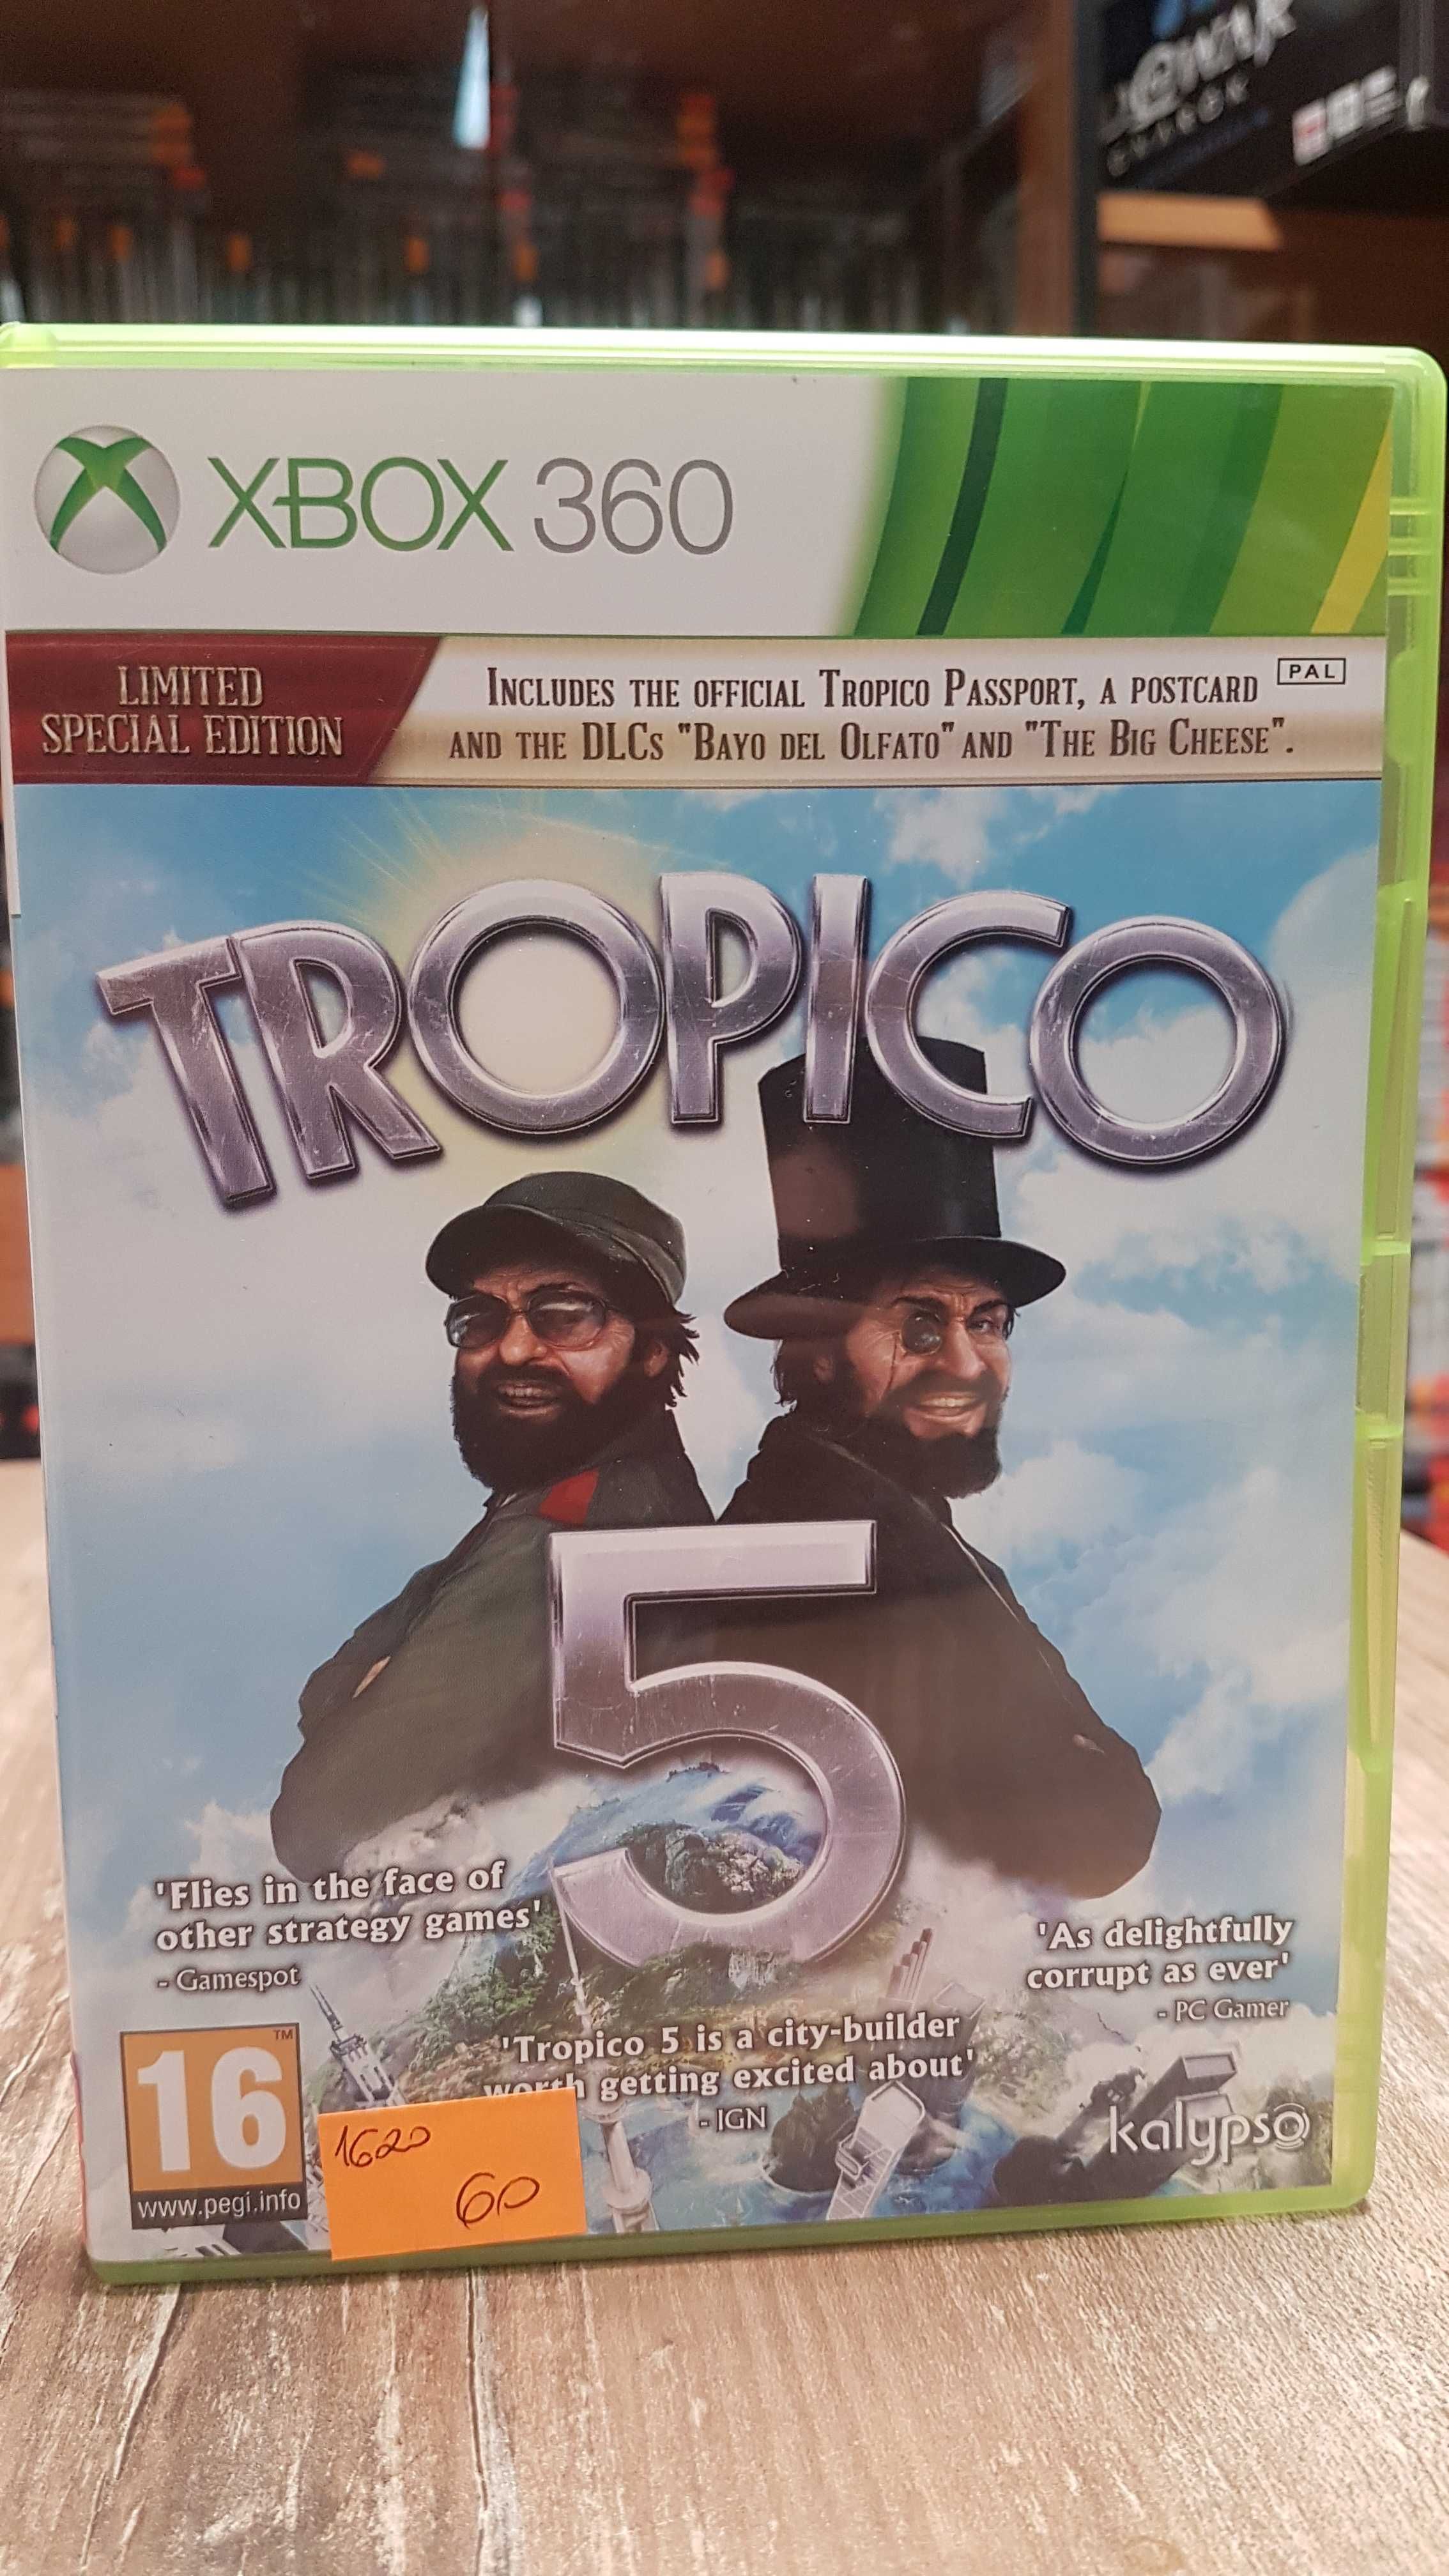 XBOX 360
LIMITED
SPECIAL EDITION
INCLUDES THE OFFICIAL TROPICO PASSPORT, A POSTCARD
AND THE DLCs "BAYO DEL OLFATO" AND "THE BIG CHEESE".
PAL
TROPICO
5
'Flies in the face of
other strategy games'
- Gamespot
'As delightfully
corrupt as ever'
- PC Gamer
'Tropico 5 is a city-builder
worth getting excited about'
- IGN
16
TM
www.pegi.info
1620
60
kalypso